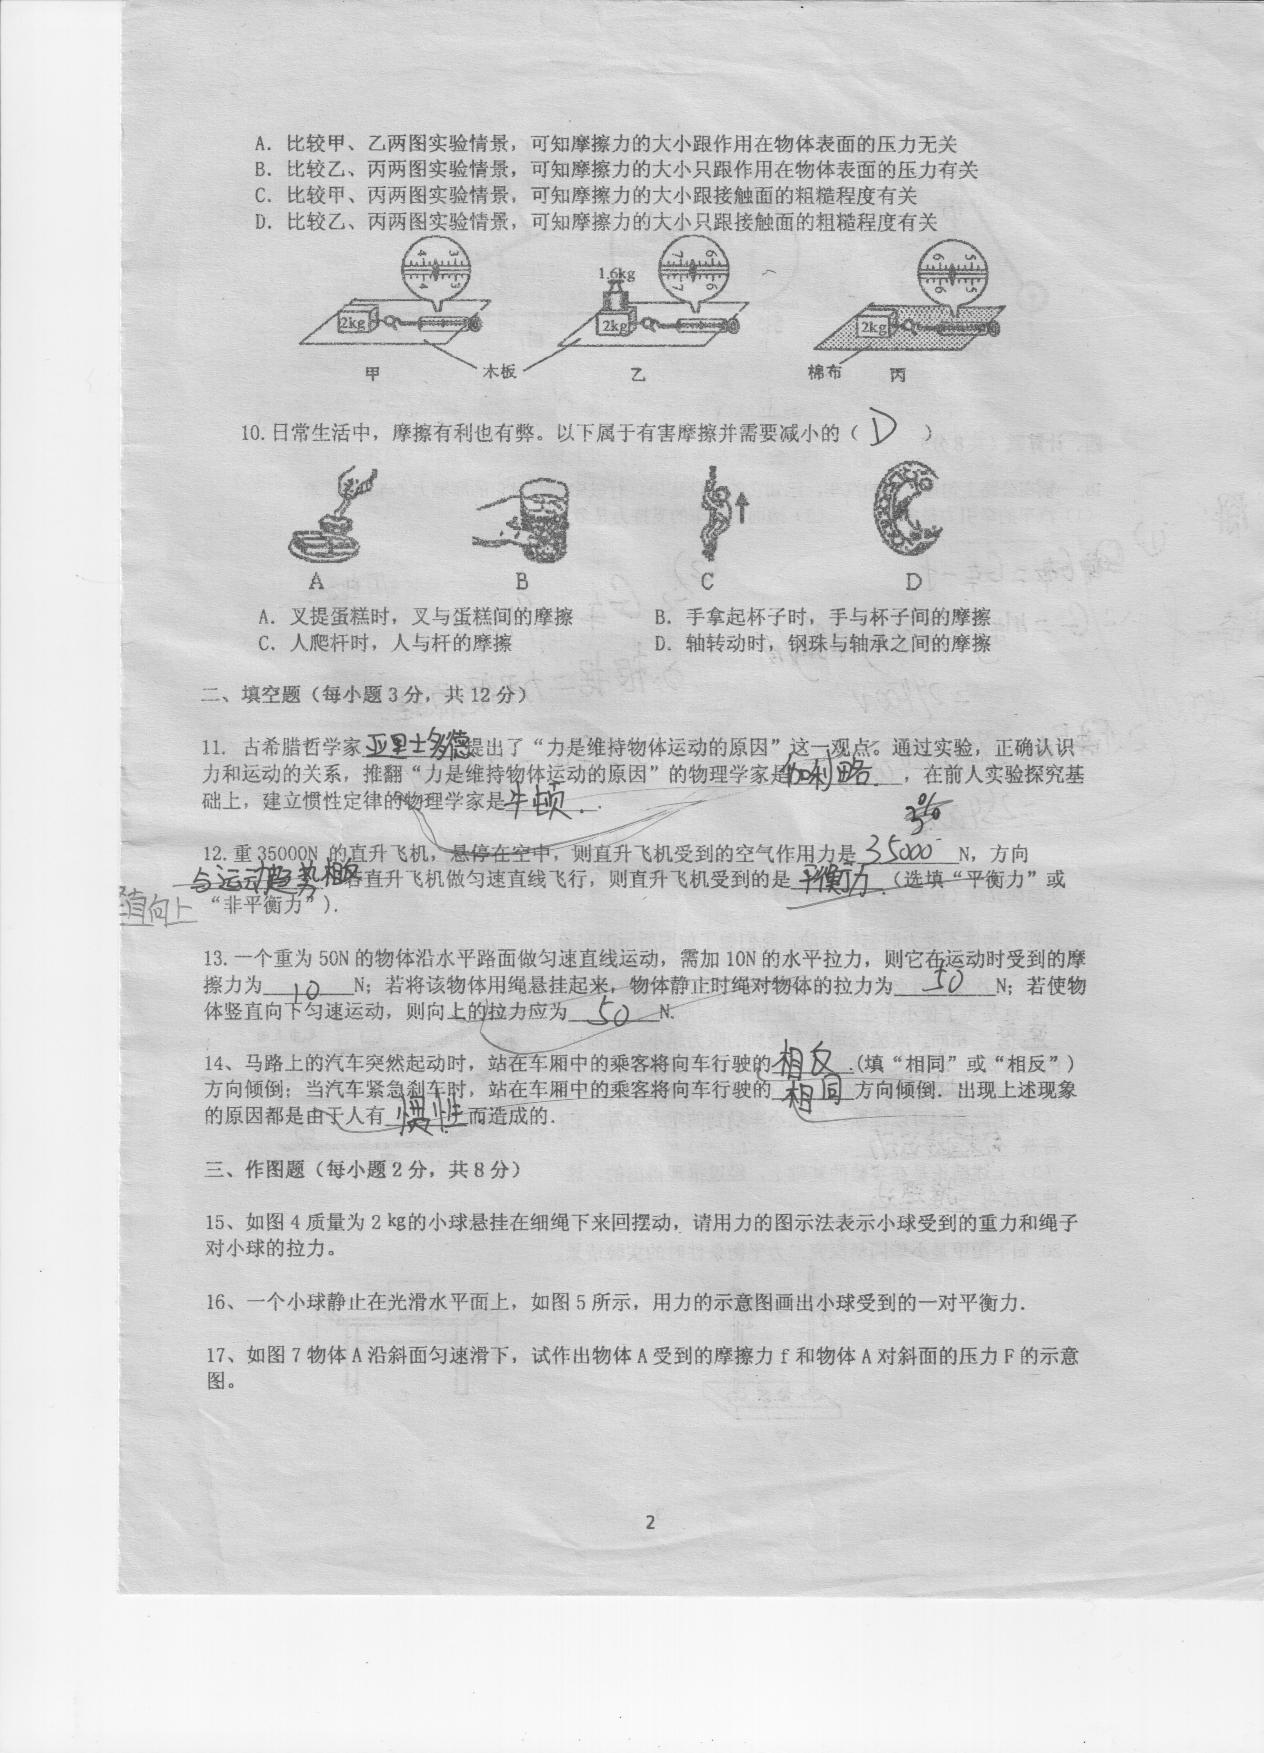 A. 比较甲、乙两图实验情景，可知摩擦力的大小跟作用在物体表面的压力无关
B. 比较乙、丙两图实验情景，可知摩擦力的大小只跟作用在物体表面的压力有关
C. 比较甲、丙两图实验情景，可知摩擦力的大小跟接触面的粗糙程度有关
D. 比较乙、丙两图实验情景，可知摩擦力的大小只跟接触面的粗糙程度有关
4 3 4 3
7 6 7 6
6 5 6 5
1.6kg
2kg 2kg 2kg
甲 木板 乙 棉布 丙
10.日常生活中，摩擦有利也有弊。以下属于有害摩擦并需要减小的（ D ）
A B C D
A. 叉提蛋糕时，叉与蛋糕间的摩擦 B. 手拿起杯子时，手与杯子间的摩擦
C. 人爬杆时，人与杆的摩擦 D. 轴转动时，钢珠与轴承之间的摩擦
二、填空题（每小题3分，共12分）
11. 古希腊哲学家亚里士多德提出了“力是维持物体运动的原因”这一观点。通过实验，正确认识
力和运动的关系，推翻“力是维持物体运动的原因”的物理学家是伽利略，在前人实验探究基
础上，建立惯性定律的物理学家是牛顿.
12.重35000N 的直升飞机，悬停在空中，则直升飞机受到的空气作用力是 35000 N，方向
与运动趋势相反 若直升飞机做匀速直线飞行，则直升飞机受到的是平衡力.（选填“平衡力”或
竖直向上 “非平衡力”）.
13.一个重为50N的物体沿水平路面做匀速直线运动，需加10N的水平拉力，则它在运动时受到的摩
擦力为 10 N；若将该物体用绳悬挂起来，物体静止时绳对物体的拉力为 50 N；若使物
体竖直向下匀速运动，则向上的拉力应为 50 N.
14、马路上的汽车突然起动时，站在车厢中的乘客将向车行驶的相反.(填“相同”或“相反”)
方向倾倒；当汽车紧急刹车时，站在车厢中的乘客将向车行驶的相同方向倾倒. 出现上述现象
的原因都是由于人有惯性而造成的.
三、作图题（每小题2分，共8分）
15、如图4质量为2kg的小球悬挂在细绳下来回摆动，请用力的图示法表示小球受到的重力和绳子
对小球的拉力。
16、一个小球静止在光滑水平面上，如图5所示，用力的示意图画出小球受到的一对平衡力.
17、如图7物体A沿斜面匀速滑下，试作出物体A受到的摩擦力f和物体A对斜面的压力F的示意
图。
2